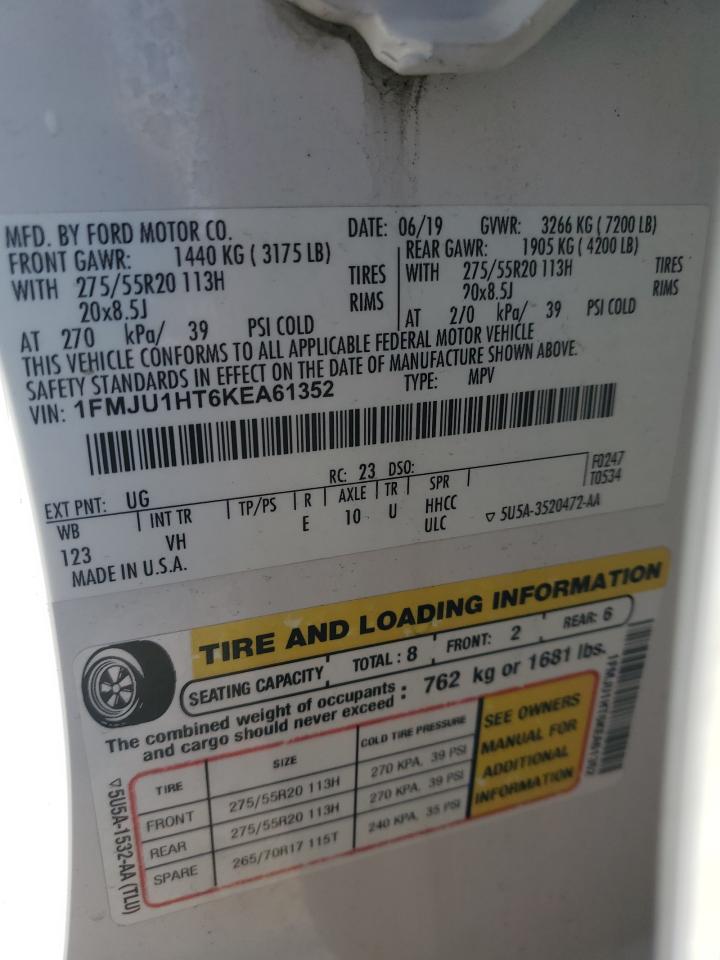 MFD. BY FORD MOTOR CO. DATE: 06/19 GVWR: 3266 KG ( 7200 LB)
FRONT GAWR: 1440 KG ( 3175 LB) REAR GAWR: 1905 KG ( 4200 LB)
WITH 275/55R20 113H TIRES WITH 275/55R20 113H TIRES
20x8.5J RIMS 20x8.5J RIMS
AT 270 kPa/ 39 PSI COLD AT 270 kPa/ 39 PSI COLD
THIS VEHICLE CONFORMS TO ALL APPLICABLE FEDERAL MOTOR VEHICLE
SAFETY STANDARDS IN EFFECT ON THE DATE OF MANUFACTURE SHOWN ABOVE.
VIN: 1FMJU1HT6KEA61352 TYPE: MPV
EXT PNT: UG RC: 23 DSO: F0247
WB INT TR TP/PS R AXLE TR SPR T0534
123 VH E 10 U HHCC
ULC ▽ 5U5A-3520472-AA
MADE IN U.S.A.
TIRE AND LOADING INFORMATION
SEATING CAPACITY TOTAL : 8 FRONT: 2 REAR: 6
The combined weight of occupants and cargo should never exceed : 762 kg or 1681 lbs.
TIRE SIZE COLD TIRE PRESSURE
FRONT 275/55R20 113H 270 KPA, 39 PSI
REAR 275/55R20 113H 270 KPA, 39 PSI
SPARE 265/70R17 115T 240 KPA, 35 PSI
SEE OWNERS
MANUAL FOR
ADDITIONAL
INFORMATION
▽5U5A-1532-AA (TLU)